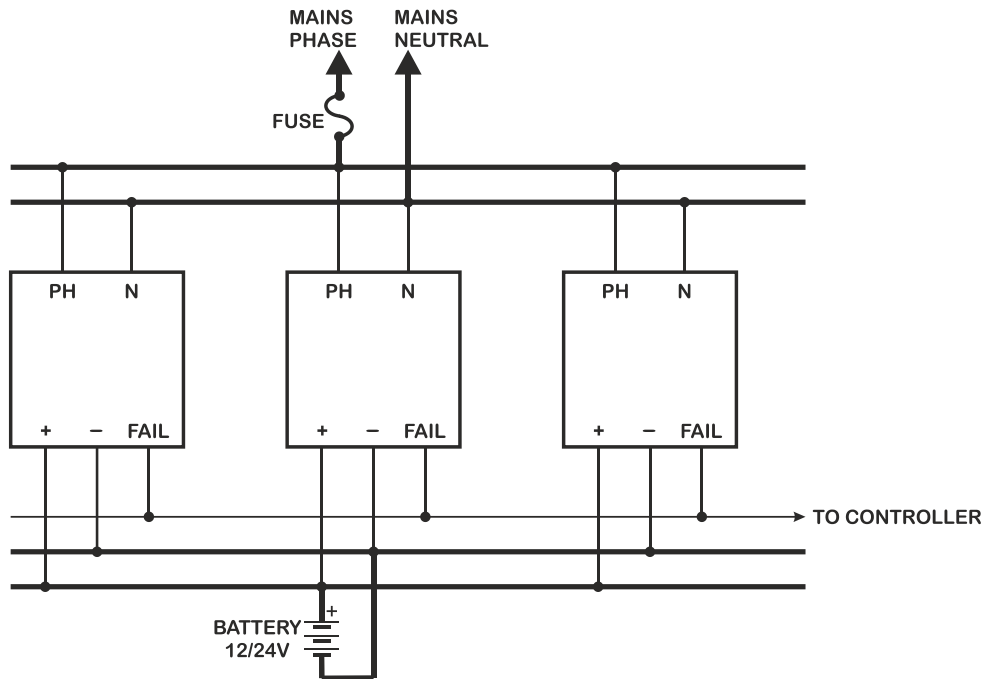 MAINS
PHASE
MAINS
NEUTRAL
FUSE
PH N
PH N
PH N
+ – FAIL
+ – FAIL
+ – FAIL
TO CONTROLLER
+
BATTERY
12/24V